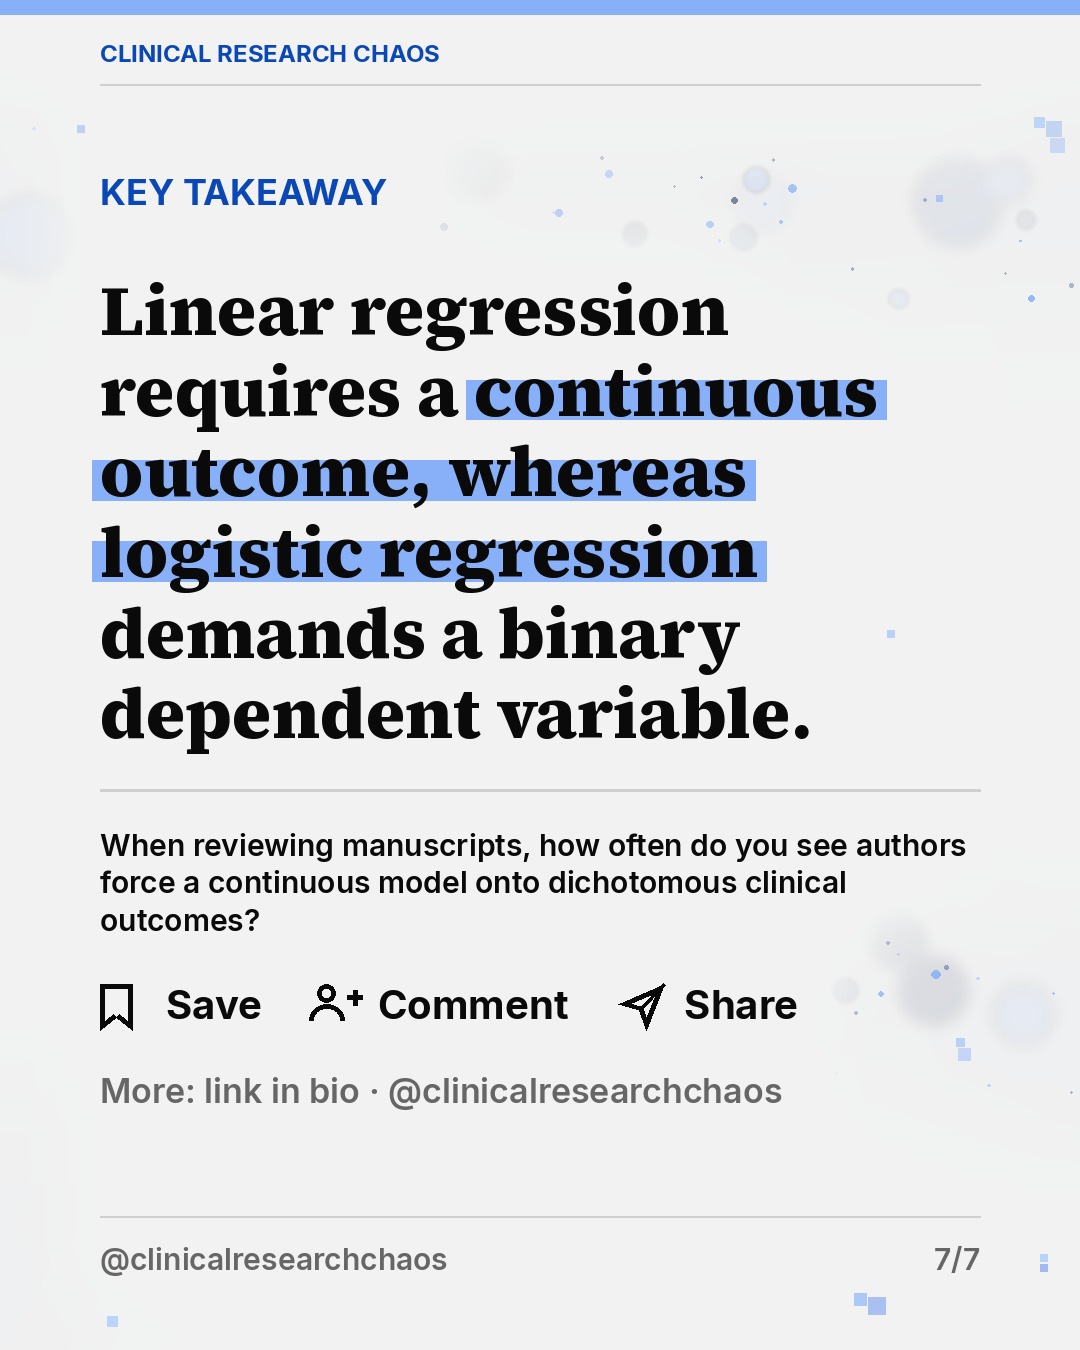 CLINICAL RESEARCH CHAOS
KEY TAKEAWAY
Linear regression
requires a continuous
outcome, whereas
logistic regression
demands a binary
dependent variable.
When reviewing manuscripts, how often do you see authors
force a continuous model onto dichotomous clinical
outcomes?
Save Comment Share
More: link in bio · @clinicalresearchchaos
@clinicalresearchchaos 7/7